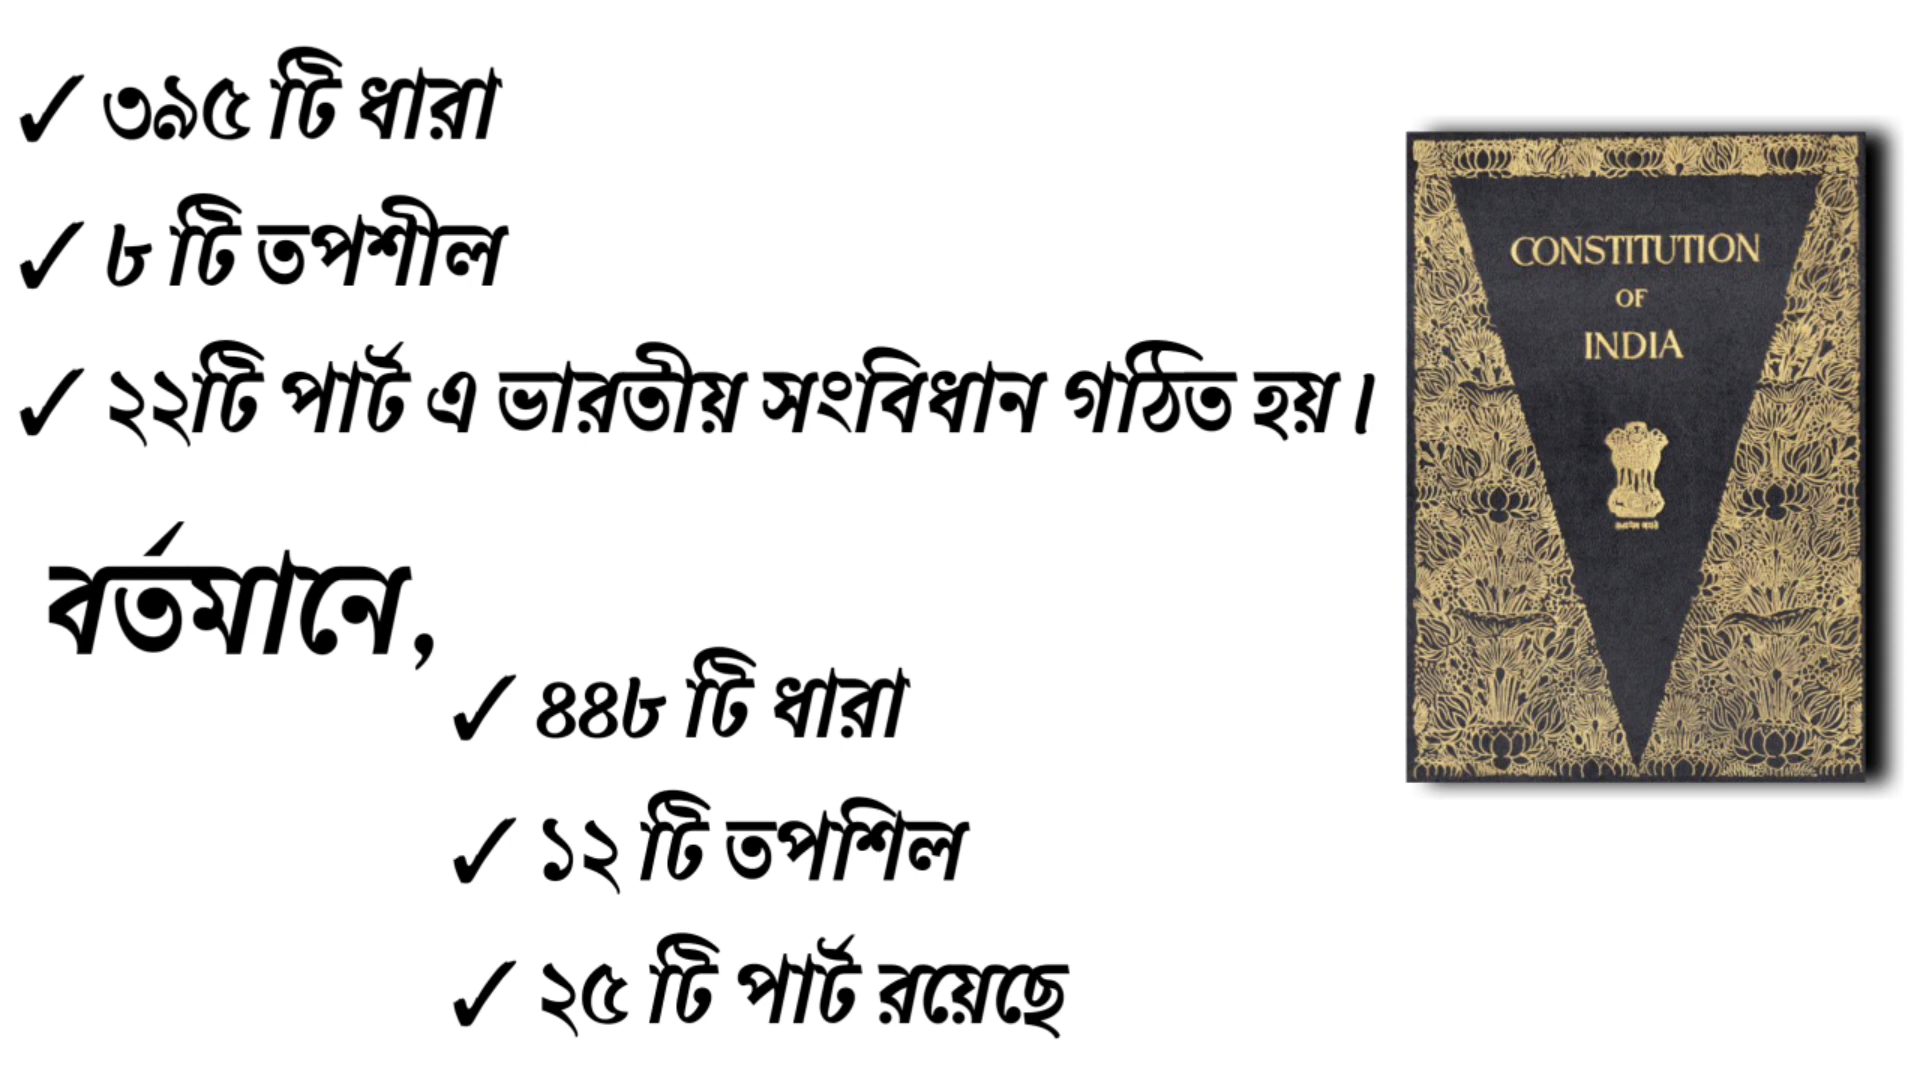 ✓ ৩৯৫ টি ধারা
✓ ৮ টি তপশীল
✓ ২২টি পার্ট এ ভারতীয় সংবিধান গঠিত হয়।
বর্তমানে,
✓ ৪৪৮ টি ধারা
✓ ১২ টি তপশিল
✓ ২৫ টি পার্ট রয়েছে
CONSTITUTION
OF
INDIA